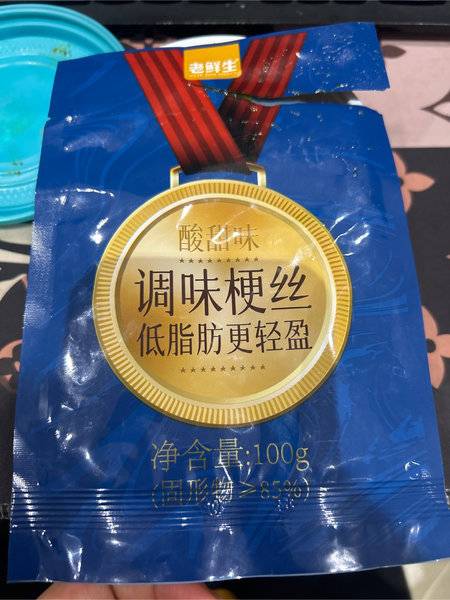 老鲜生
酸甜味
调味梗丝
低脂肪更轻盈
净含量:100g
(固形物≥85%)